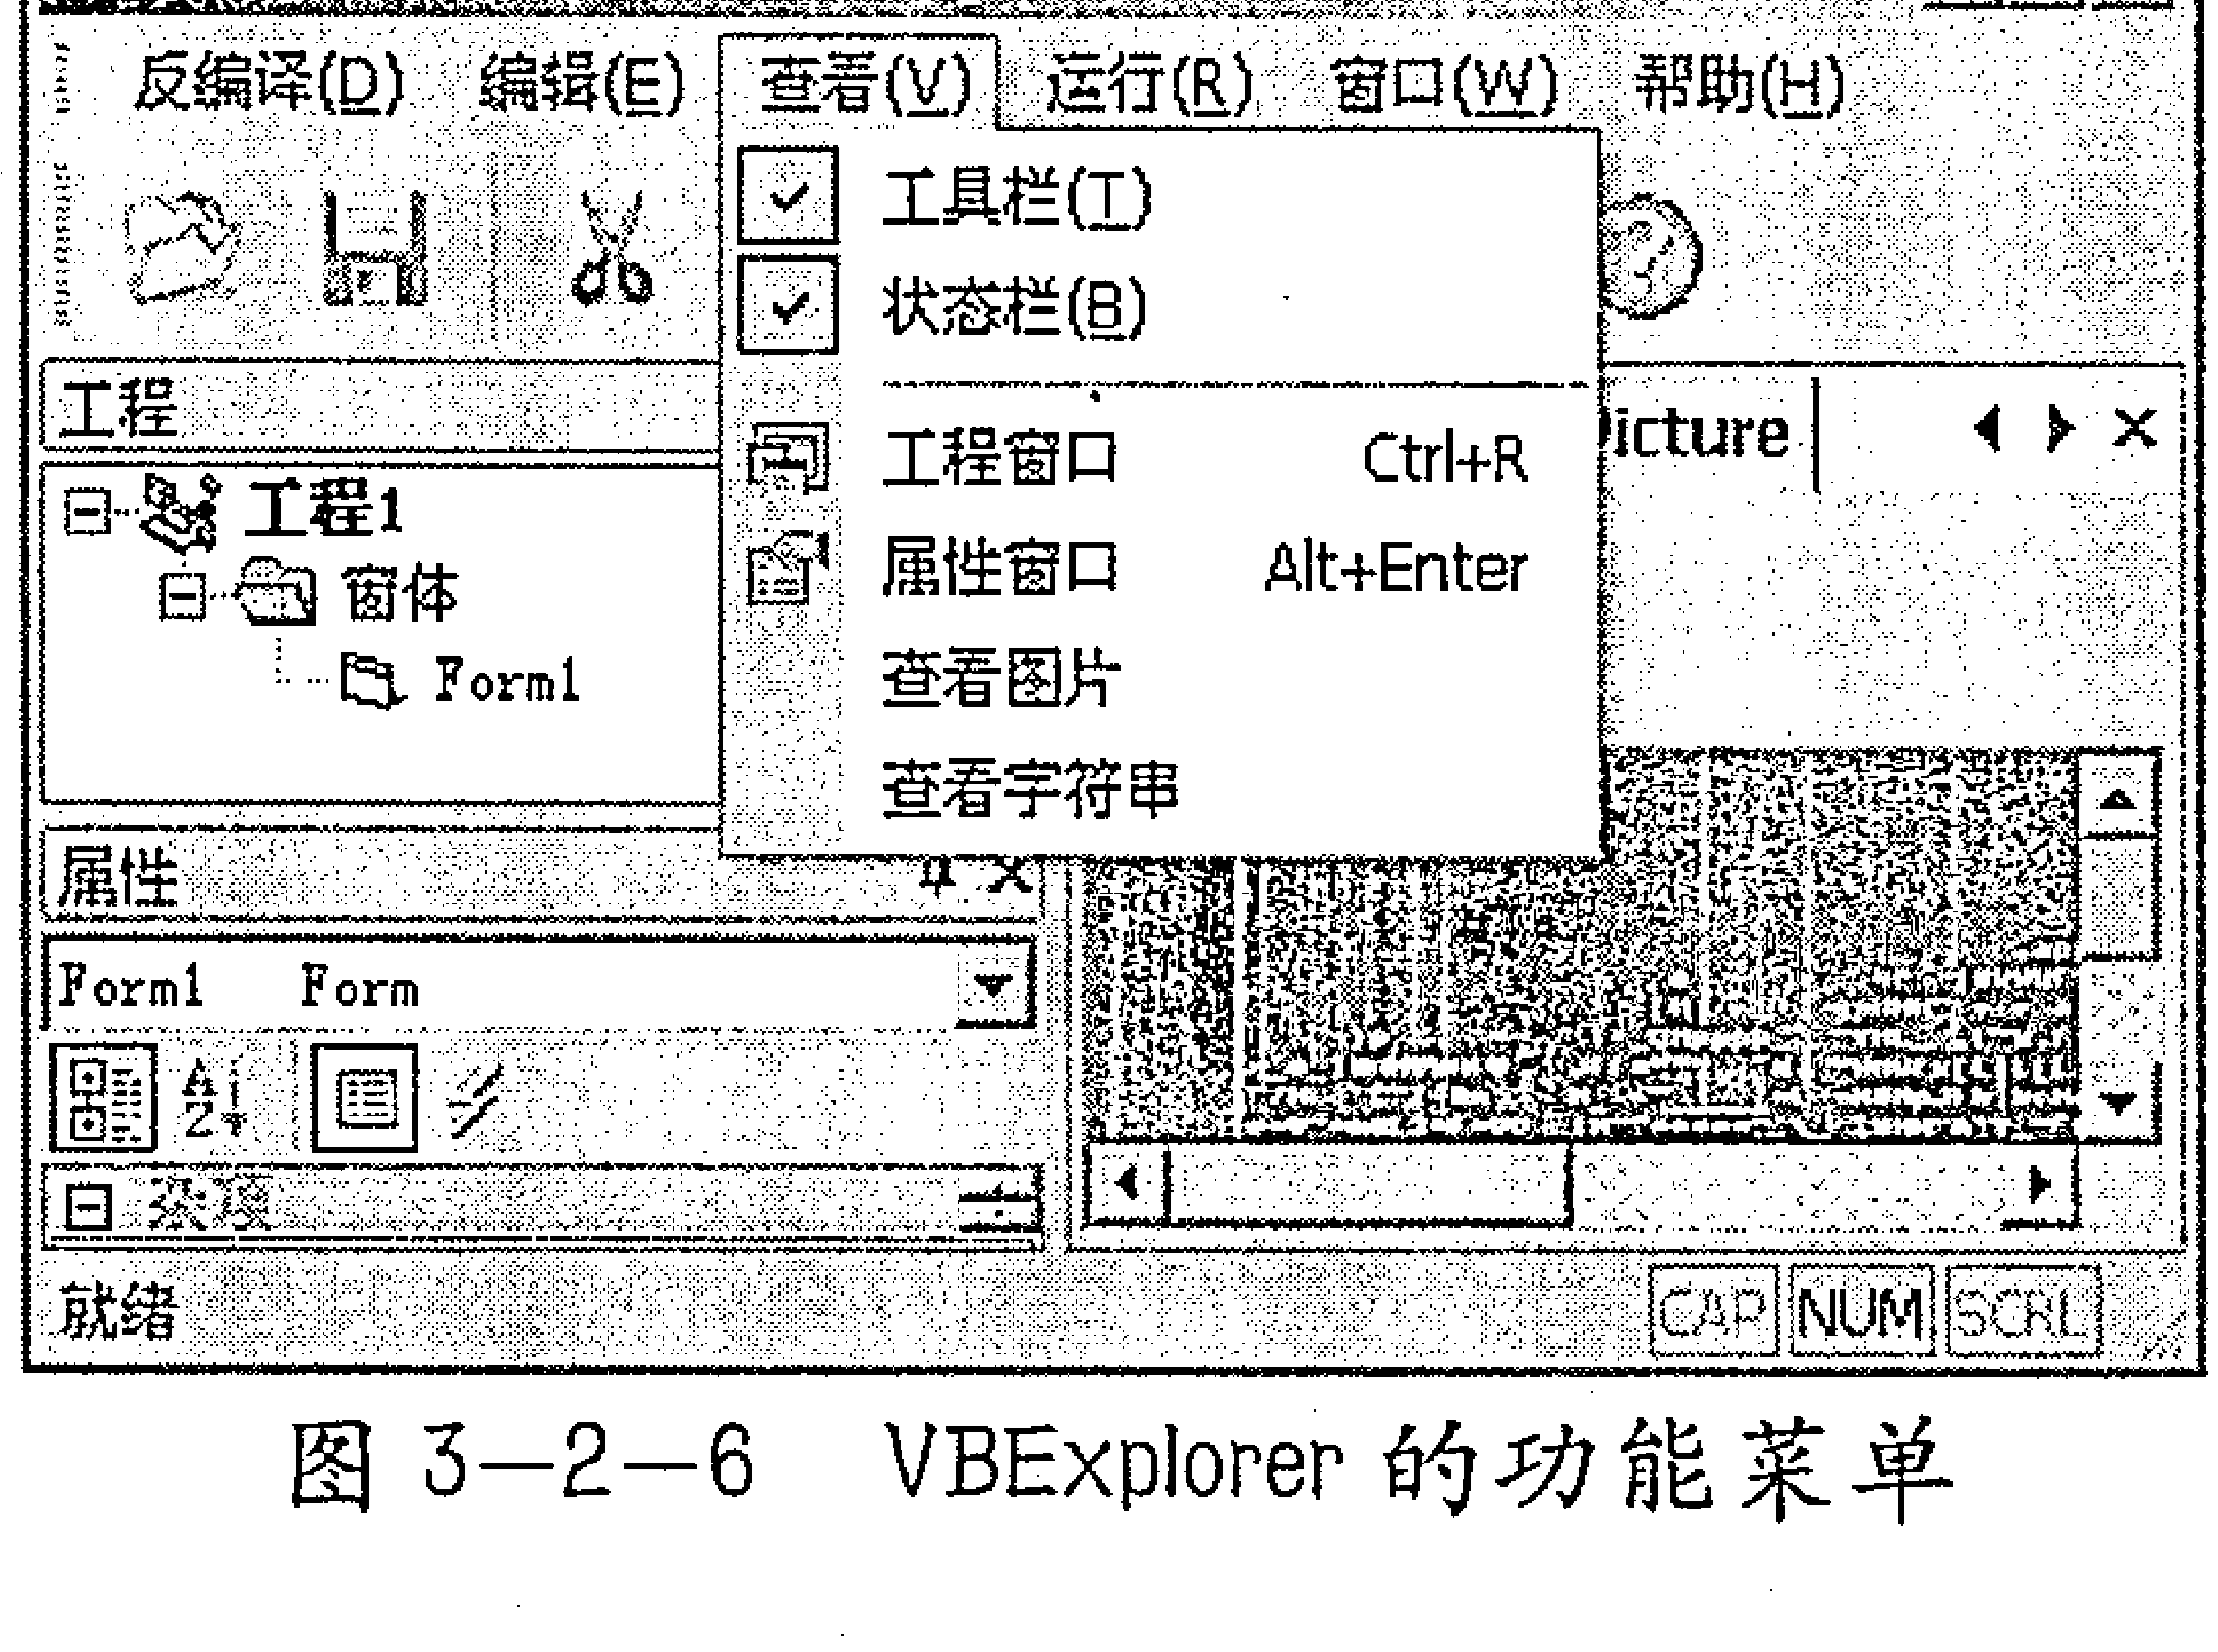 反编译(D) 编辑(E) 查看(V) 运行(R) 窗口(W) 帮助(H)
工具栏(T)
状态栏(B)
工程
icture
工程窗口 Ctrl+R
工程1
属性窗口 Alt+Enter
窗体
查看图片
Form1
查看字符串
属性
Form1 Form
杂项
就绪 CAP NUM SCRL
图 3-2-6 VBExplorer 的功能菜单